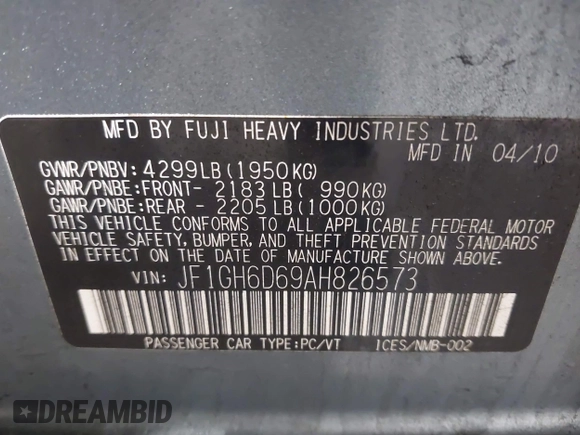 MFD BY FUJI HEAVY INDUSTRIES LTD.
MFD IN 04/10
GVWR/PNBV: 4299LB(1950KG)
GAWR/PNBE:FRONT- 2183LB( 990KG)
GAWR/PNBE:REAR - 2205LB(1000KG)
THIS VEHICLE CONFORMS TO ALL APPLICABLE FEDERAL MOTOR
VEHICLE SAFETY, BUMPER, AND THEFT PREVENTION STANDARDS
IN EFFECT ON THE DATE OF MANUFACTURE SHOWN ABOVE.
VIN: JF1GH6D69AH826573
PASSENGER CAR TYPE:PC/VT ICES/NMB-002
DREAMBID
DREAMBID.COM